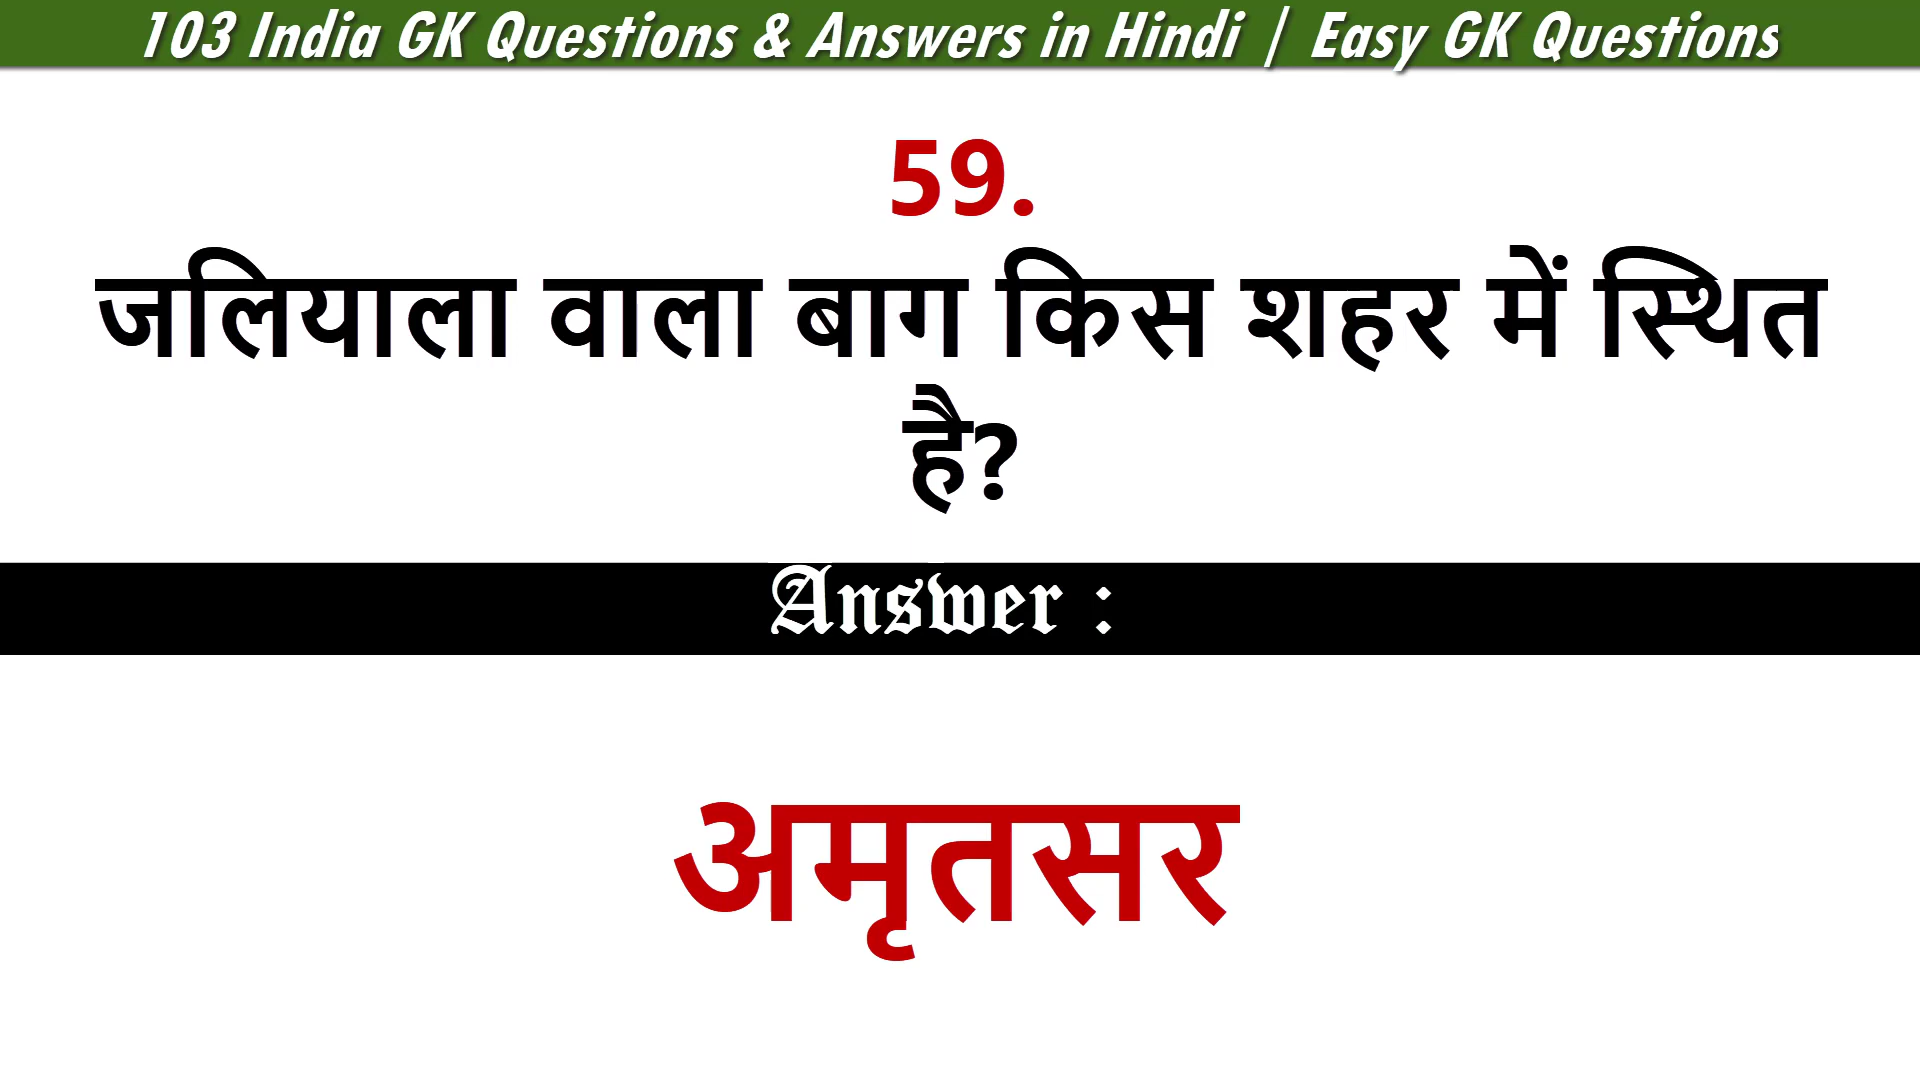 103 India GK Questions & Answers in Hindi | Easy GK Questions
59.
जलियाला वाला बाग किस शहर में स्थित
है?
Answer :
अमृतसर